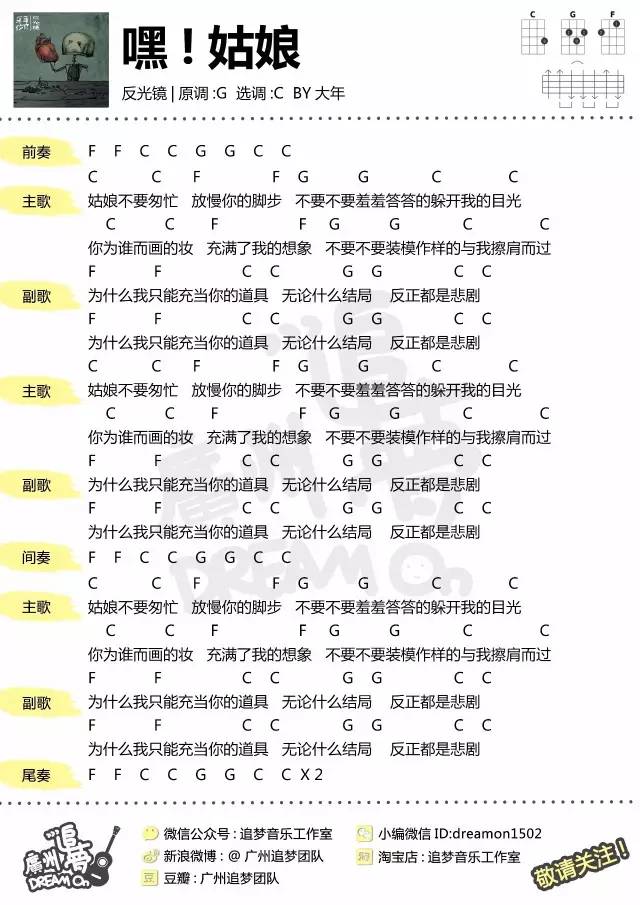 嘿！姑娘
C G F
反光镜 | 原调 :G 选调 :C BY 大年
前奏 F F C C G G C C
C C F F G G C C
主歌 姑娘不要匆忙 放慢你的脚步 不要不要羞羞答答的躲开我的目光
C C F F G G C C
你为谁而画的妆 充满了我的想象 不要不要装模作样的与我擦肩而过
F F C C G G C C
副歌 为什么我只能充当你的道具 无论什么结局 反正都是悲剧
F F C C G G C C
为什么我只能充当你的道具 无论什么结局 反正都是悲剧
C C F F G G C C
主歌 姑娘不要匆忙 放慢你的脚步 不要不要羞羞答答的躲开我的目光
C C F F G G C C
你为谁而画的妆 充满了我的想象 不要不要装模作样的与我擦肩而过
F F C C G G C C
副歌 为什么我只能充当你的道具 无论什么结局 反正都是悲剧
F F C C G G C C
为什么我只能充当你的道具 无论什么结局 反正都是悲剧
间奏 F F C C G G C C
C C F F G G C C
主歌 姑娘不要匆忙 放慢你的脚步 不要不要羞羞答答的躲开我的目光
C C F F G G C C
你为谁而画的妆 充满了我的想象 不要不要装模作样的与我擦肩而过
F F C C G G C C
副歌 为什么我只能充当你的道具 无论什么结局 反正都是悲剧
F F C C G G C C
为什么我只能充当你的道具 无论什么结局 反正都是悲剧
尾奏 F F C C G G C C X 2
廣州追夢 DREAM On
微信公众号 : 追梦音乐工作室
小编微信 ID:dreamon1502
新浪微博 : @ 广州追梦团队
淘 淘宝店 : 追梦音乐工作室
豆 豆瓣 : 广州追梦团队
敬请关注！
廣州追夢
DREAM On